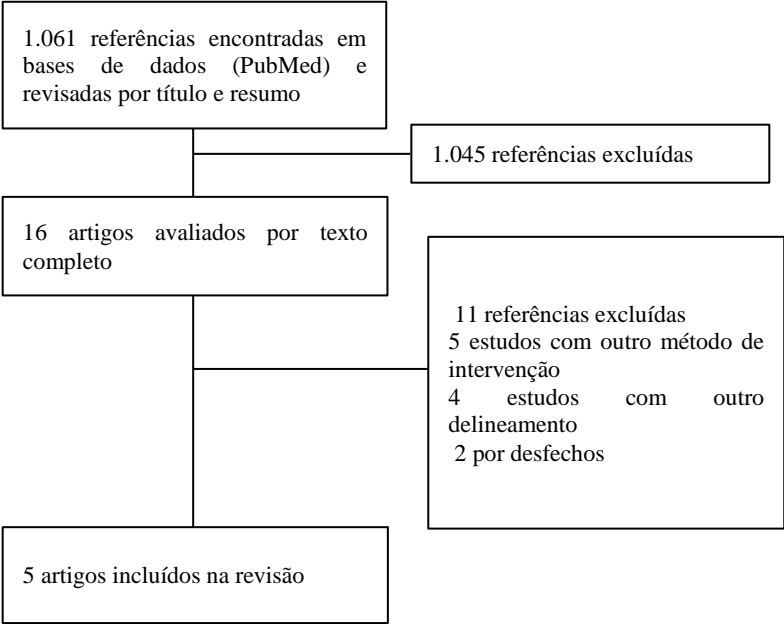 1.061 referências encontradas em
bases de dados (PubMed) e
revisadas por título e resumo
1.045 referências excluídas
16 artigos avaliados por texto
completo
11 referências excluídas
5 estudos com outro método de
intervenção
4 estudos com outro
delineamento
2 por desfechos
5 artigos incluídos na revisão